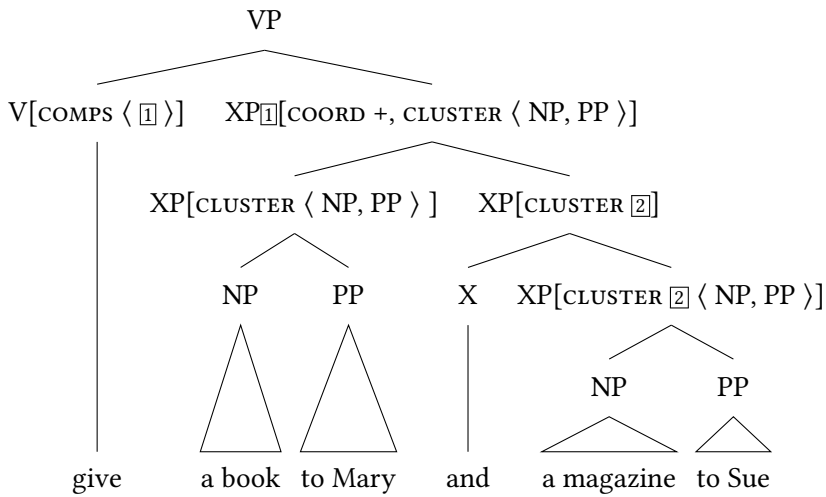 VP
V[COMPS ⟨ 1 ⟩] XP1[COORD +, CLUSTER ⟨ NP, PP ⟩]
XP[CLUSTER ⟨ NP, PP ⟩ ] XP[CLUSTER 2]
NP PP X XP[CLUSTER 2 ⟨ NP, PP ⟩]
NP PP
give a book to Mary and a magazine to Sue